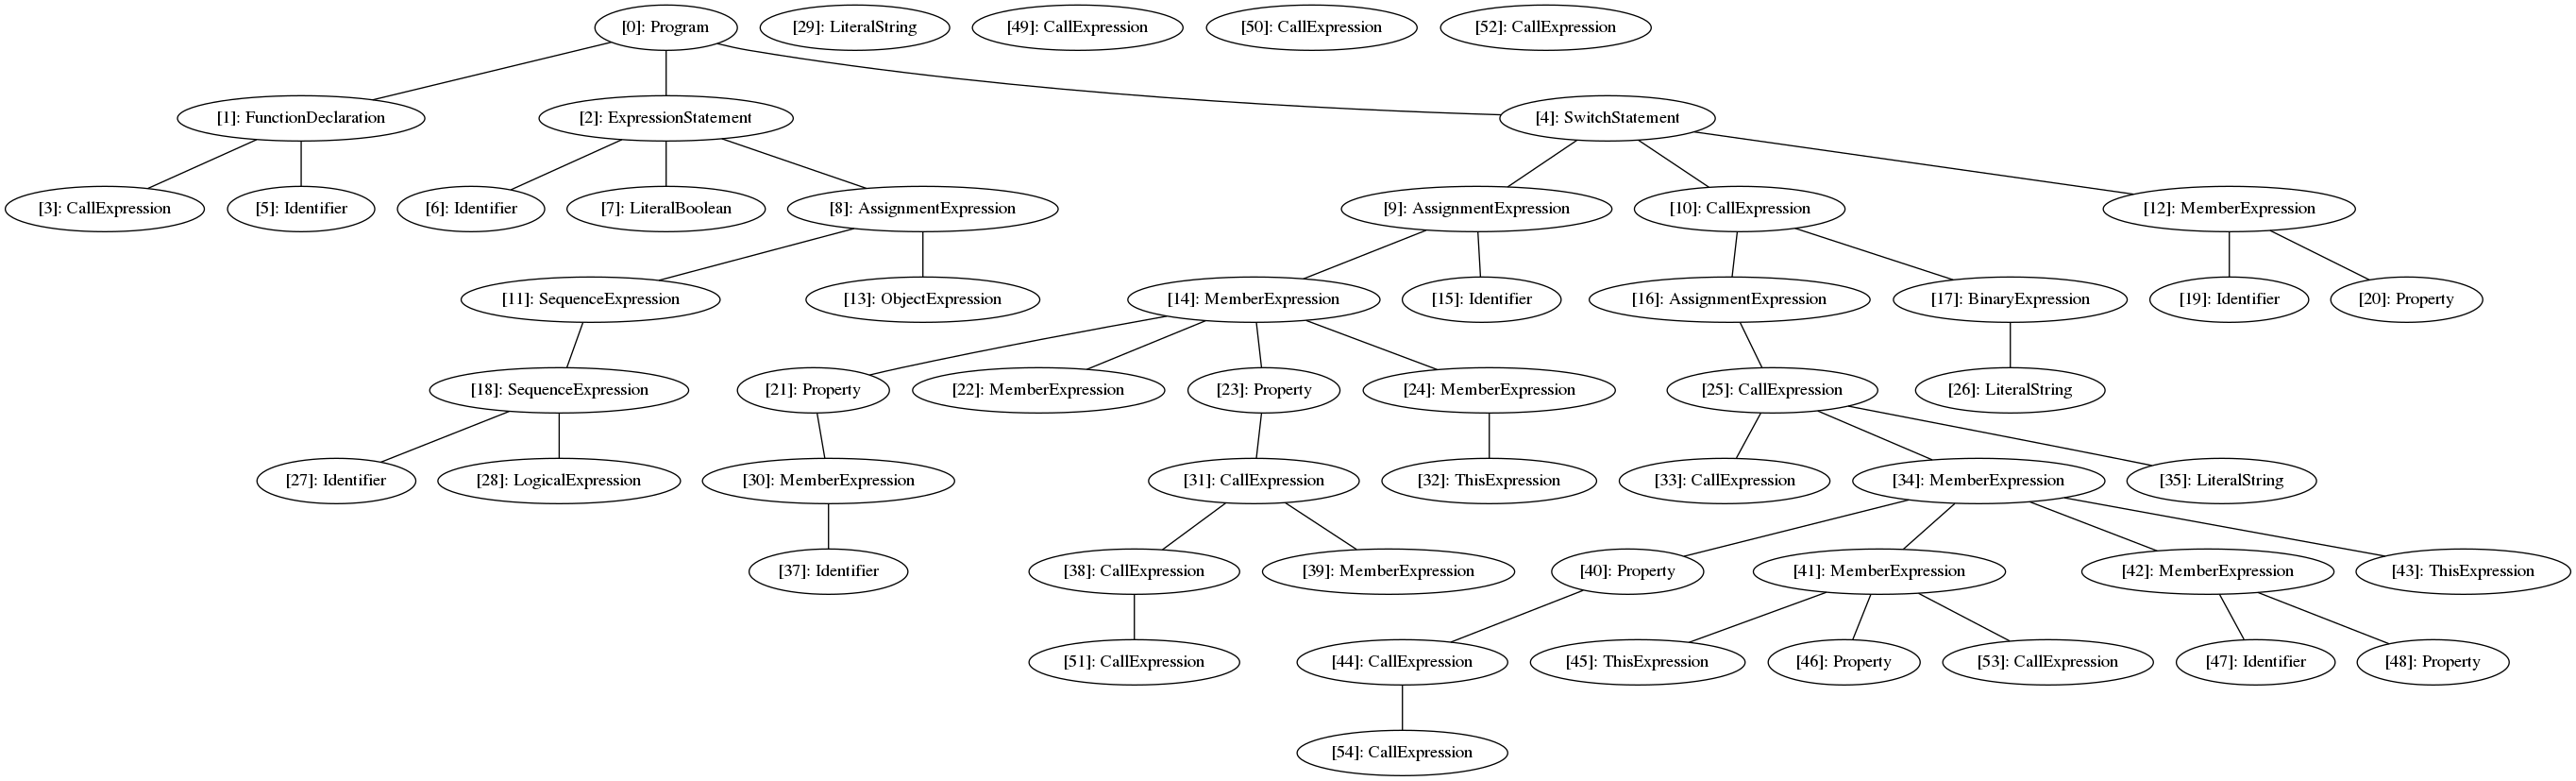 [0]: Program
[29]: LiteralString
[49]: CallExpression
[50]: CallExpression
[52]: CallExpression
[1]: FunctionDeclaration
[2]: ExpressionStatement
[4]: SwitchStatement
[3]: CallExpression
[5]: Identifier
[6]: Identifier
[7]: LiteralBoolean
[8]: AssignmentExpression
[9]: AssignmentExpression
[10]: CallExpression
[12]: MemberExpression
[11]: SequenceExpression
[13]: ObjectExpression
[14]: MemberExpression
[15]: Identifier
[16]: AssignmentExpression
[17]: BinaryExpression
[19]: Identifier
[20]: Property
[18]: SequenceExpression
[21]: Property
[22]: MemberExpression
[23]: Property
[24]: MemberExpression
[25]: CallExpression
[26]: LiteralString
[27]: Identifier
[28]: LogicalExpression
[30]: MemberExpression
[31]: CallExpression
[32]: ThisExpression
[33]: CallExpression
[34]: MemberExpression
[35]: LiteralString
[37]: Identifier
[38]: CallExpression
[39]: MemberExpression
[40]: Property
[41]: MemberExpression
[42]: MemberExpression
[43]: ThisExpression
[51]: CallExpression
[44]: CallExpression
[45]: ThisExpression
[46]: Property
[53]: CallExpression
[47]: Identifier
[48]: Property
[54]: CallExpression